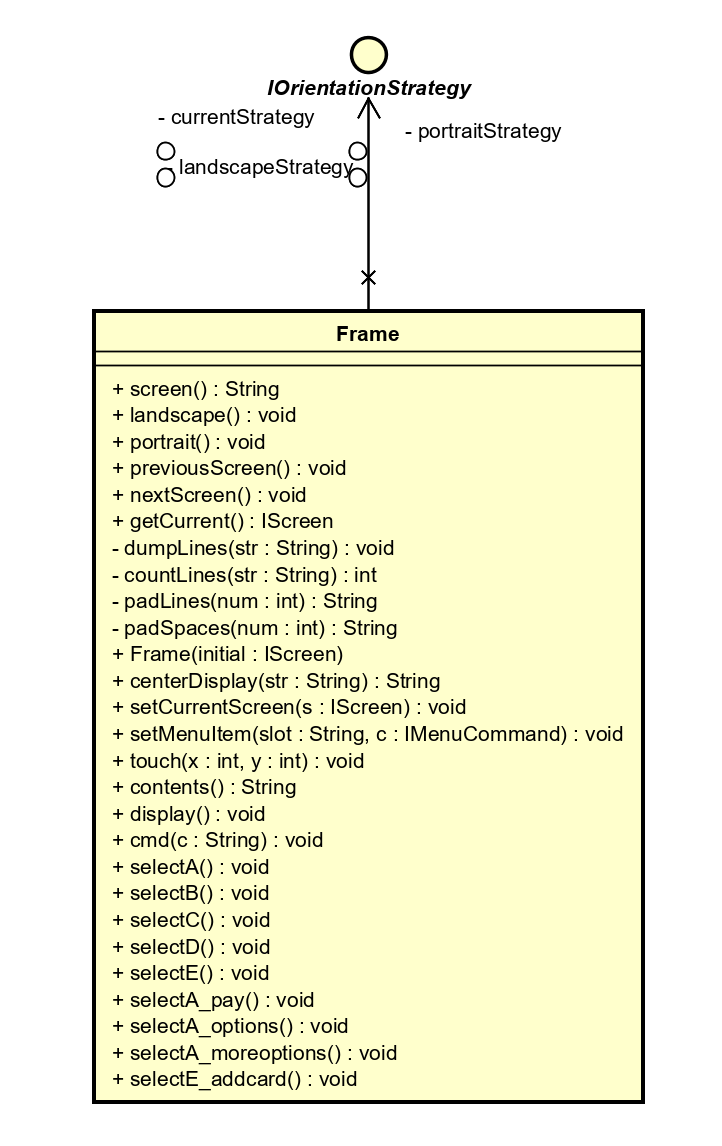 IOrientationStrategy
- currentStrategy
- portraitStrategy
- landscapeStrategy
Frame
+ screen() : String
+ landscape() : void
+ portrait() : void
+ previousScreen() : void
+ nextScreen() : void
+ getCurrent() : IScreen
- dumpLines(str : String) : void
- countLines(str : String) : int
- padLines(num : int) : String
- padSpaces(num : int) : String
+ Frame(initial : IScreen)
+ centerDisplay(str : String) : String
+ setCurrentScreen(s : IScreen) : void
+ setMenuItem(slot : String, c : IMenuCommand) : void
+ touch(x : int, y : int) : void
+ contents() : String
+ display() : void
+ cmd(c : String) : void
+ selectA() : void
+ selectB() : void
+ selectC() : void
+ selectD() : void
+ selectE() : void
+ selectA_pay() : void
+ selectA_options() : void
+ selectA_moreoptions() : void
+ selectE_addcard() : void